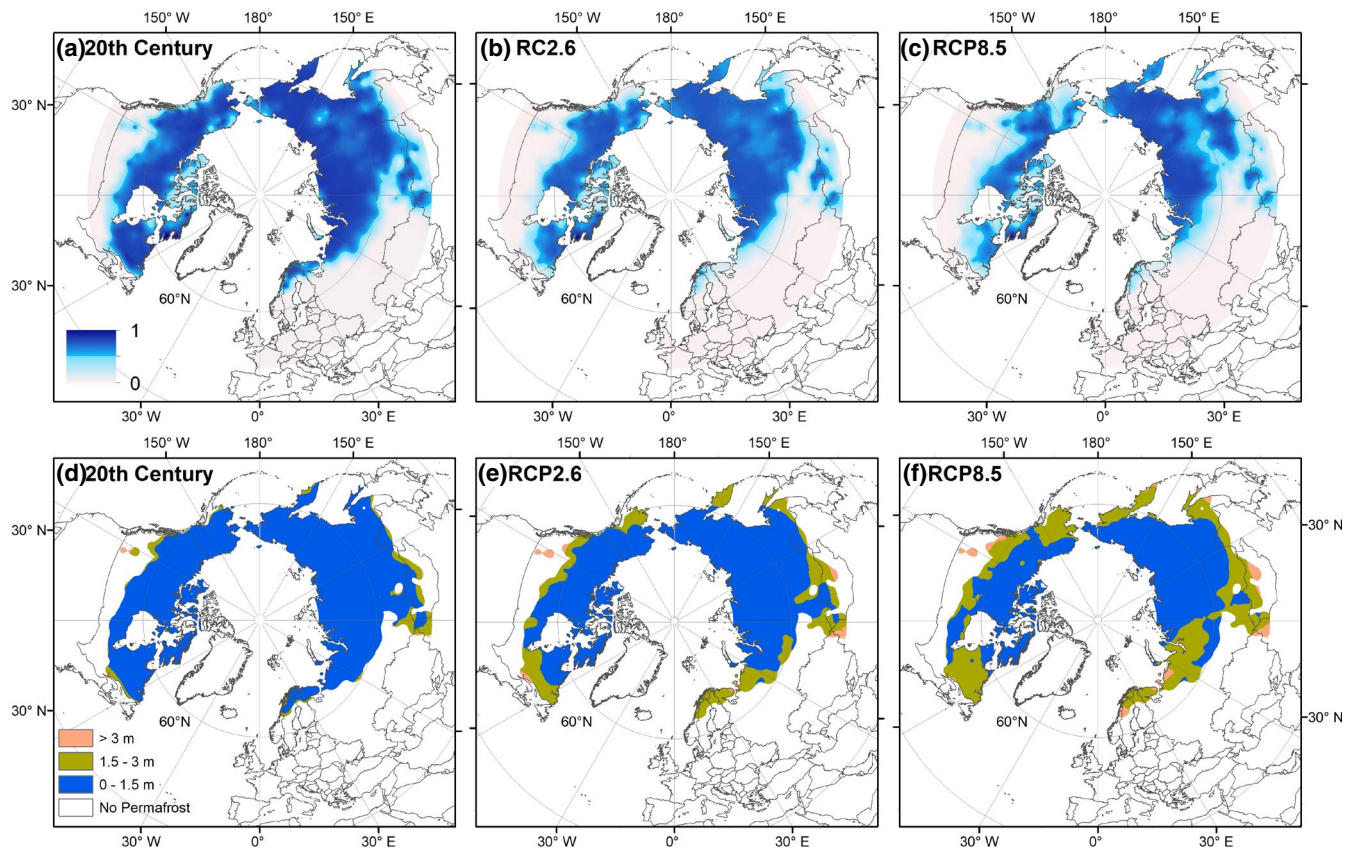 150° W 180° 150° E 150° W 180° 150° E 150° W 180° 150° E
(a) 20th Century (b) RC2.6 (c) RCP8.5
30° N
30° N
60°N 60°N 60°N
1
0
30° W 0° 30° E 30° W 0° 30° E 30° W 0° 30° E
150° W 180° 150° E 150° W 180° 150° E 150° W 180° 150° E
(d) 20th Century (e) RCP2.6 (f) RCP8.5
30° N 30° N
30° N 30° N
60°N 60°N 60°N
> 3 m
1.5 - 3 m
0 - 1.5 m
No Permafrost
30° W 0° 30° E 30° W 0° 30° E 30° W 0° 30° E